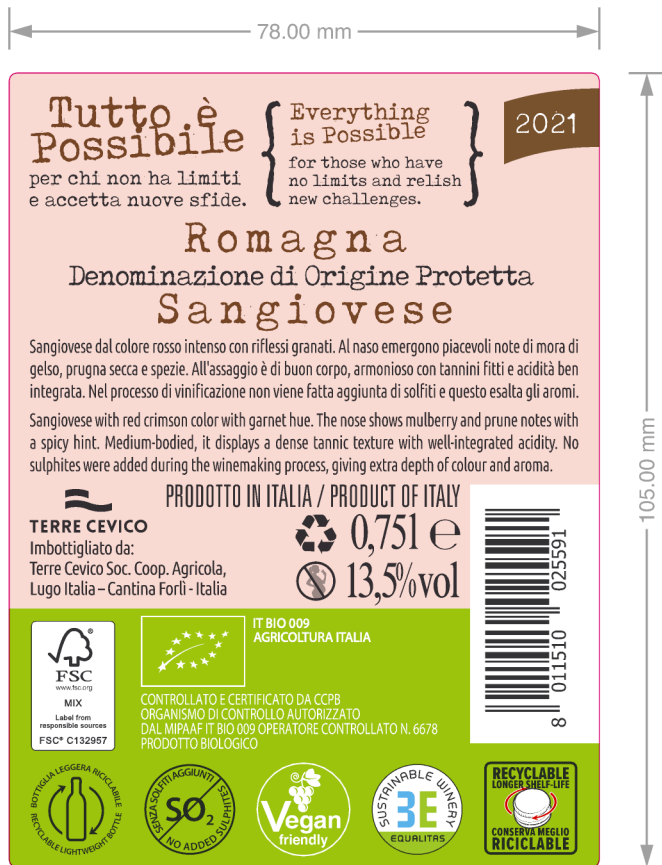 78.00 mm
Tutto è
Possibile
per chi non ha limiti
e accetta nuove sfide.
Everything
is Possible
for those who have
no limits and relish
new challenges.
2021
Romagna
Denominazione di Origine Protetta
Sangiovese
Sangiovese dal colore rosso intenso con riflessi granati. Al naso emergono piacevoli note di mora di
gelso, prugna secca e spezie. All'assaggio è di buon corpo, armonioso con tannini fitti e acidità ben
integrata. Nel processo di vinificazione non viene fatta aggiunta di solfiti e questo esalta gli aromi.
Sangiovese with red crimson color with garnet hue. The nose shows mulberry and prune notes with
a spicy hint. Medium-bodied, it displays a dense tannic texture with well-integrated acidity. No
sulphites were added during the winemaking process, giving extra depth of colour and aroma.
PRODOTTO IN ITALIA / PRODUCT OF ITALY
TERRE CEVICO
Imbottigliato da:
Terre Cevico Soc. Coop. Agricola,
Lugo Italia – Cantina Forlì - Italia
0,75l e
13,5%vol
8 011510 025591
105.00 mm
FSC
www.fsc.org
MIX
Label from
responsible sources
FSC® C132957
IT BIO 009
AGRICOLTURA ITALIA
CONTROLLATO E CERTIFICATO DA CCPB
ORGANISMO DI CONTROLLO AUTORIZZATO
DAL MIPAAF IT BIO 009 OPERATORE CONTROLLATO N. 6678
PRODOTTO BIOLOGICO
BOTTIGLIA LEGGERA RICICLABILE
RECYCLABLE LIGHTWEIGHT BOTTLE
SENZA SOLFITI AGGIUNTI
SO2
NO ADDED SULPHITES
Vegan
friendly
SUSTAINABLE WINERY
3E
EQUALITAS
RECYCLABLE
LONGER SHELF-LIFE
CONSERVA MEGLIO
RICICLABILE